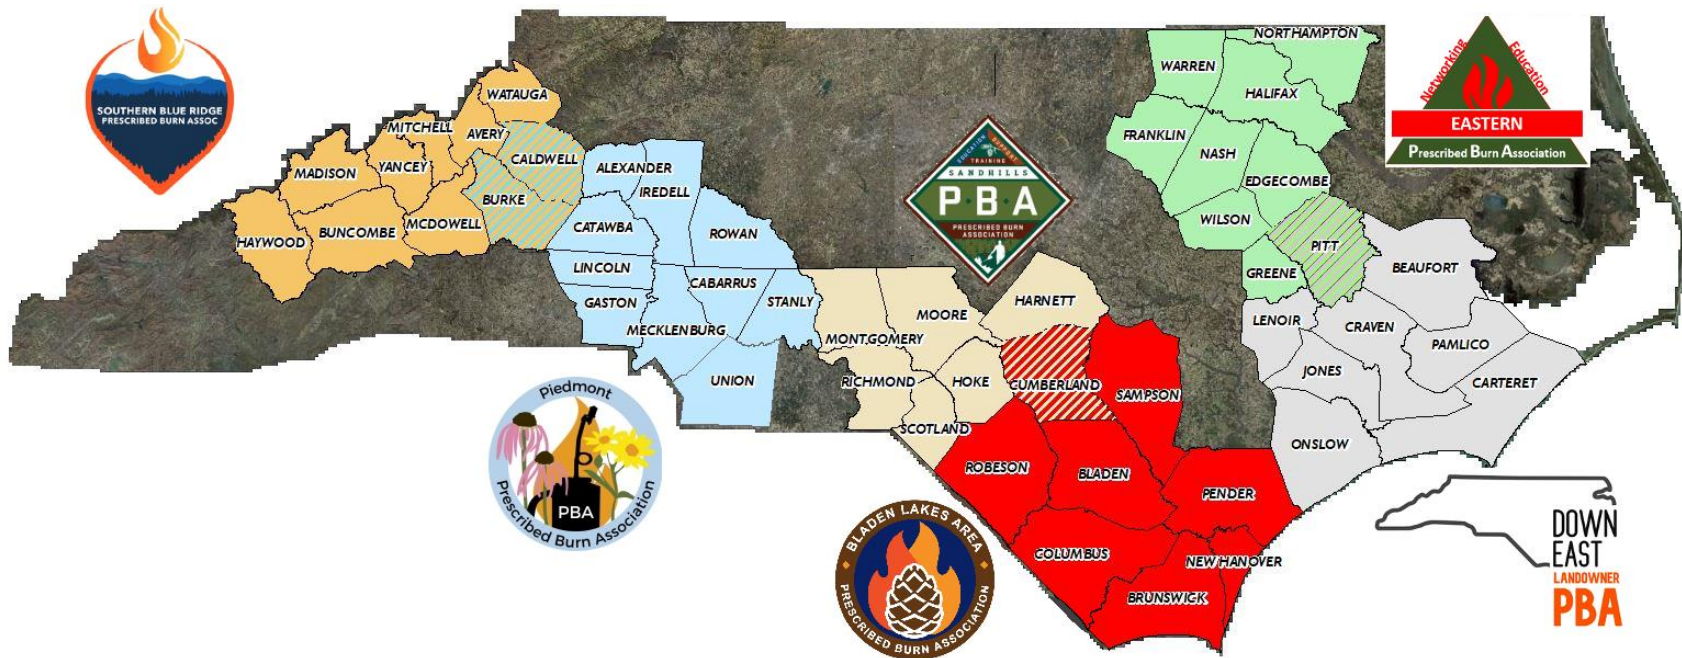 SOUTHERN BLUE RIDGE
PRESCRIBED BURN ASSOC
WATAUGA
MITCHELL
AVERY
CALDWELL
MADISON
YANCEY
BURKE
MCDOWELL
BUNCOMBE
HAYWOOD
ALEXANDER
IREDELL
CATAWBA
ROWAN
LINCOLN
CABARRUS
GASTON
STANLY
MECKLENBURG
UNION
Piedmont
PBA
Prescribed Burn Association
EDUCATION
SUPPORT
TRAINING
SANDHILLS
P·B·A
PRESCRIBED BURN
ASSOCIATION
HARNETT
MOORE
MONTGOMERY
RICHMOND
HOKE
CUMBERLAND
SCOTLAND
SAMPSON
ROBESON
BLADEN
PENDER
COLUMBUS
NEW HANOVER
BRUNSWICK
BLADEN LAKES AREA
PRESCRIBED BURN ASSOCIATION
NORTHAMPTON
WARREN
HALIFAX
FRANKLIN
NASH
EDGECOMBE
WILSON
PITT
GREENE
Networking
Education
EASTERN
Prescribed Burn Association
BEAUFORT
LENOIR
CRAVEN
PAMLICO
JONES
CARTERET
ONSLOW
DOWN
EAST
LANDOWNER
PBA